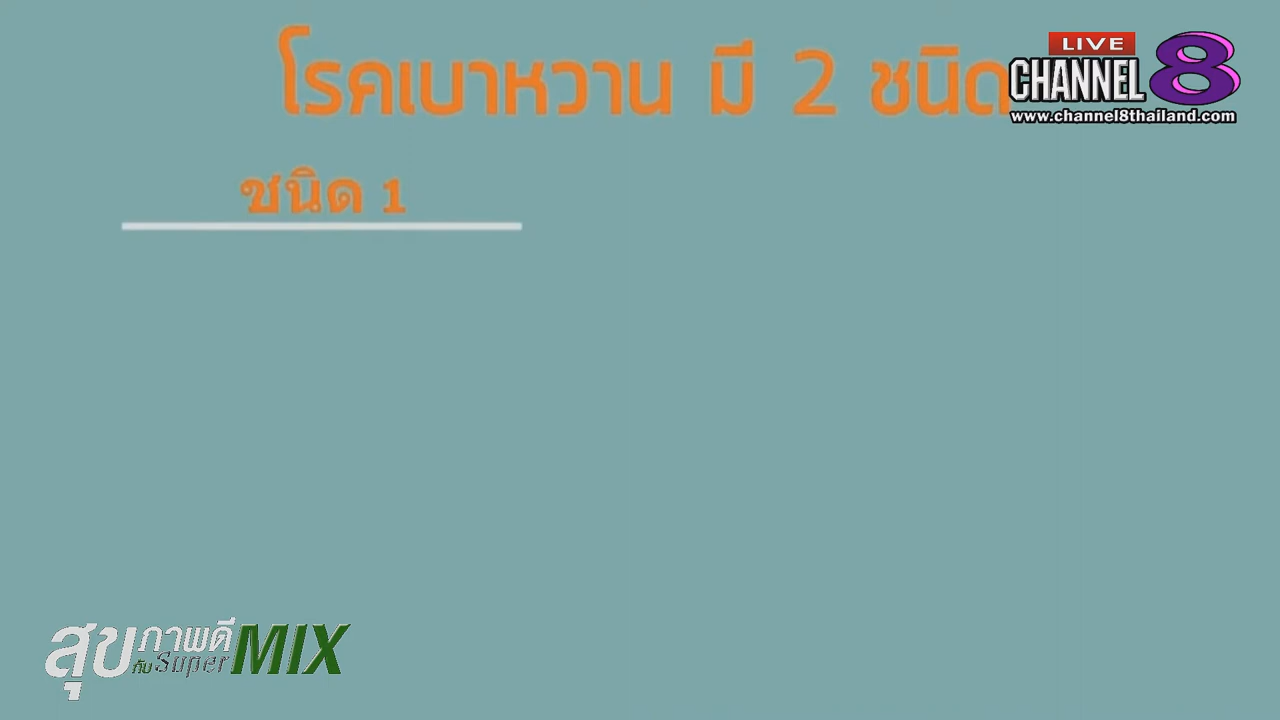 โรคเบาหวาน มี 2 ชนิด
LIVE
CHANNEL 8
www.channel8thailand.com
ชนิด 1
สุขภาพดี
กับ Super MIX